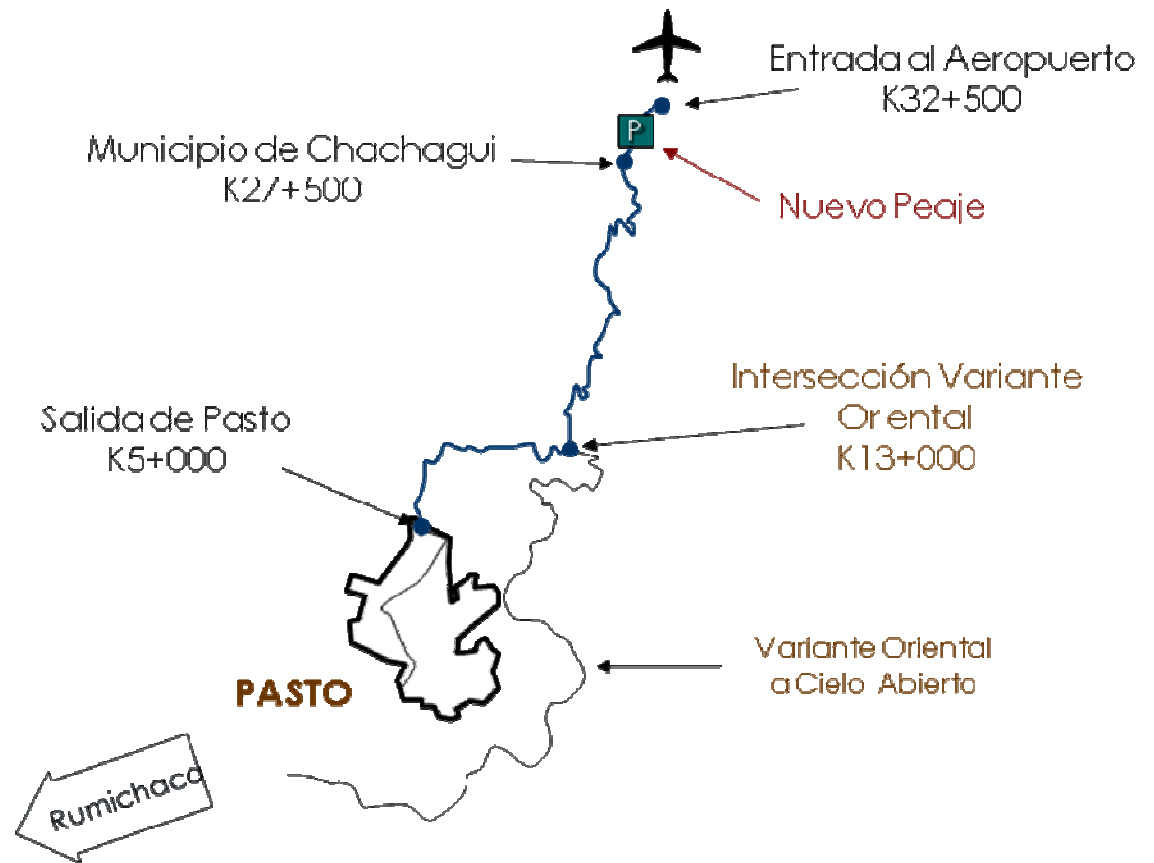 Entrada al Aeropuerto
K32+500
P
Municipio de Chachagui
K27+500
Nuevo Peaje
Intersección Variante
Oriental
K13+000
Salida de Pasto
K5+000
Variante Oriental
a Cielo Abierto
PASTO
Rumichaca